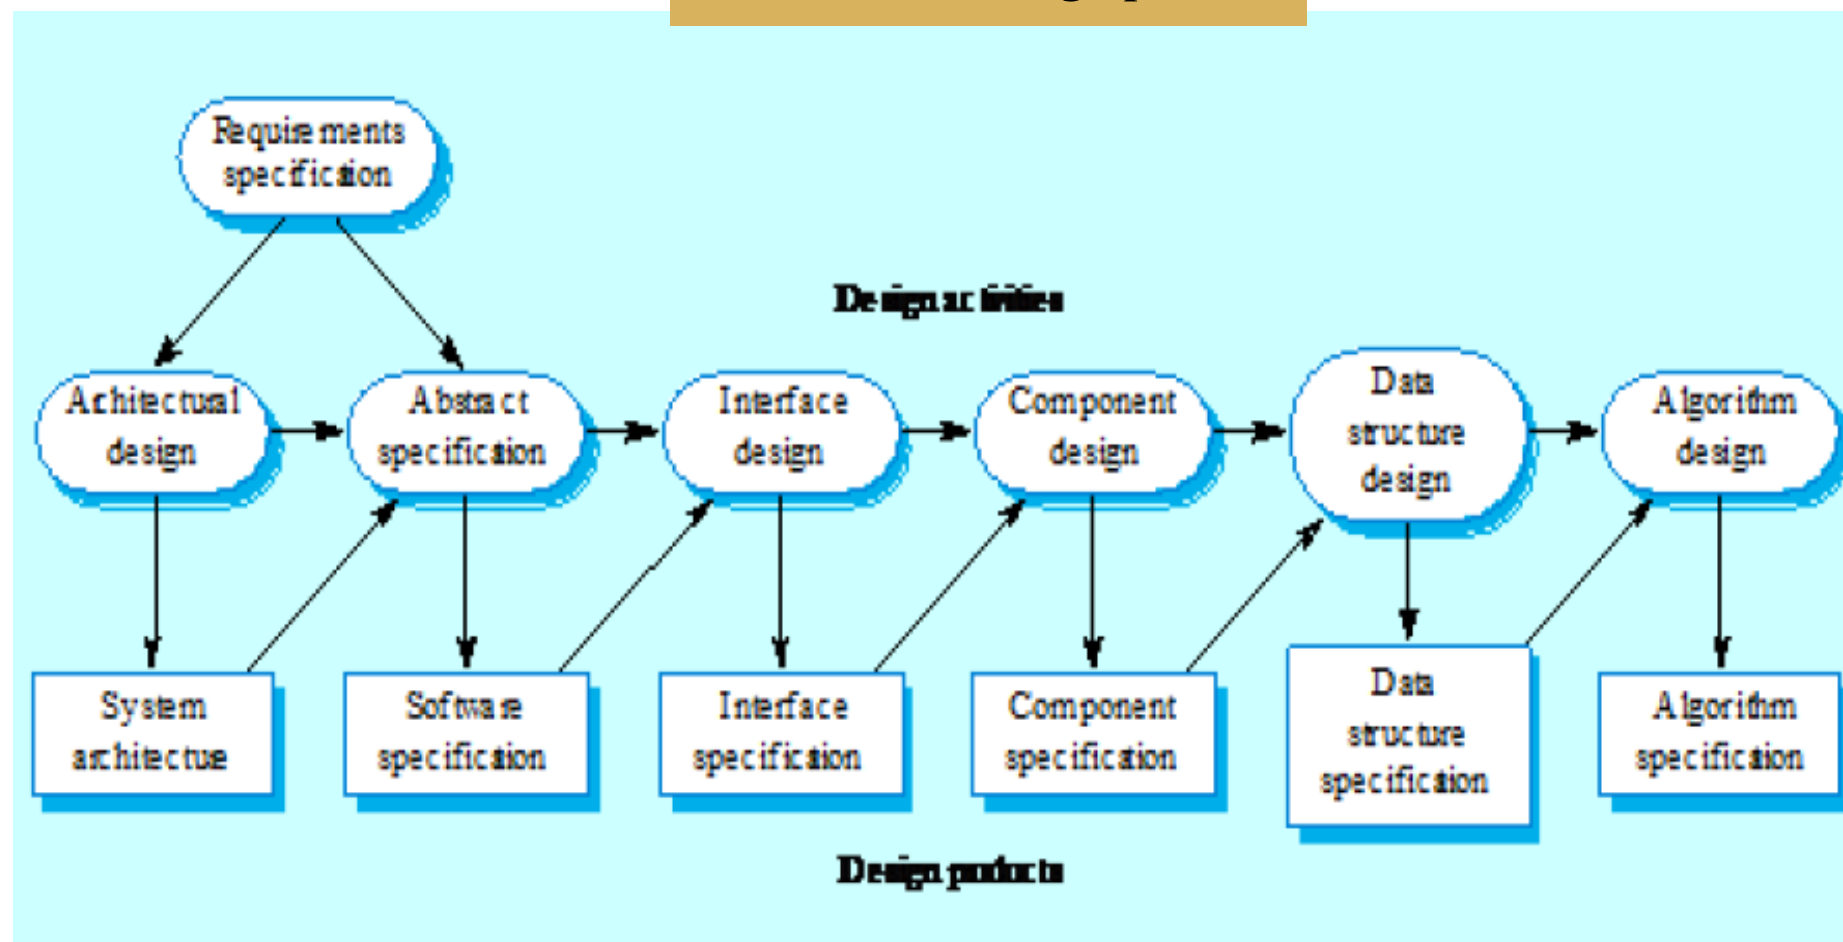 Requirements
specification
Design activities
Architectural
design
Abstract
specification
Interface
design
Component
design
Data
structure
design
Algorithm
design
System
architecture
Software
specification
Interface
specification
Component
specification
Data
structure
specification
Algorithm
specification
Design products